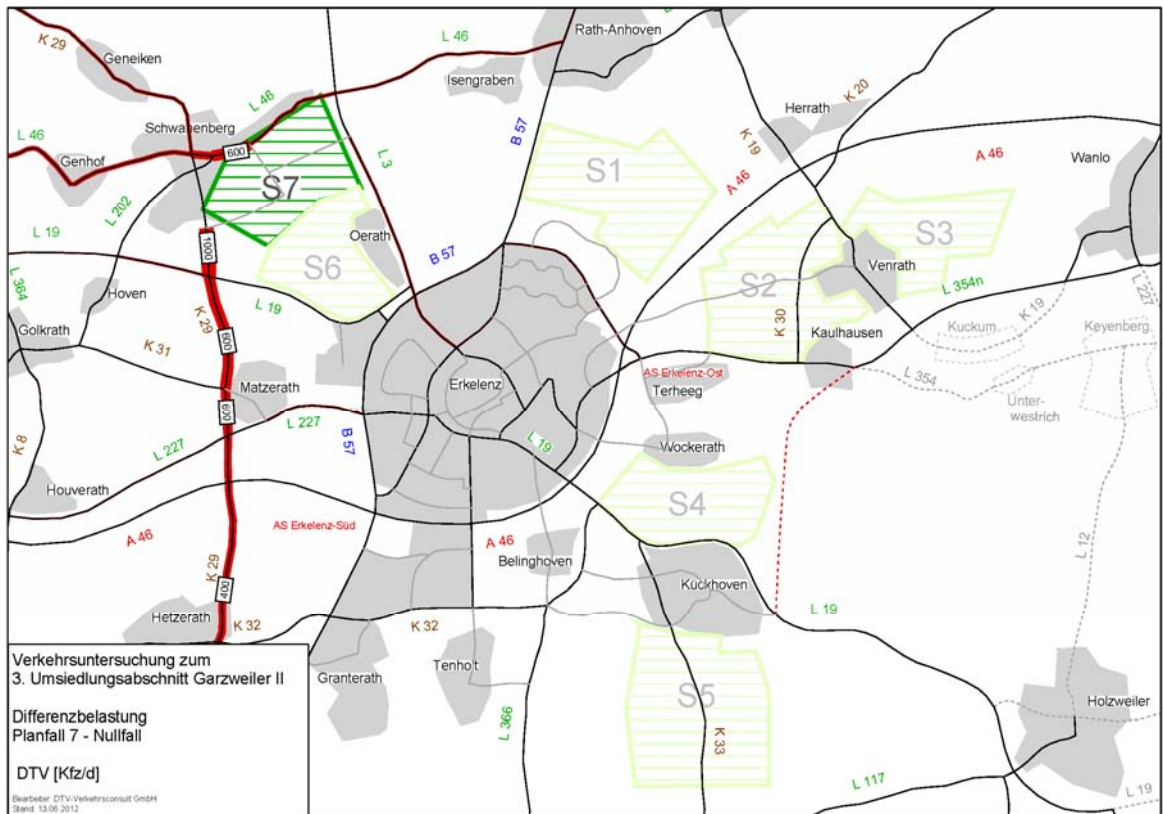 K 29
Geneiken
L 46
Rath-Anhoven
Isengraben
L 46
Schwanenberg
600
L 46
Genhof
L 3
B 57
K 20
Herrath
K 19
A 46
A 46
Wanlo
S7
S1
L 202
L 19
1000
Oerath
B 57
S6
S3
S2
Venrath
L 354n
L 227
L 364
Hoven
L 19
K 29
Golkrath
600
K 31
K 30
Kaulhausen
Kuckum
K 19
Keyenberg
Matzerath
Erkelenz
AS Erkelenz-Ost
Terheeg
L 354
Unter-
westrich
600
L 227
K 8
B 57
L 19
Wockerath
L 227
Houverath
S4
A 46
AS Erkelenz-Süd
A 46
L 12
Belinghoven
K 29
400
Kückhoven
Hetzerath
K 32
K 32
L 19
Granterath
Tenholt
S5
L 366
K 33
Holzweiler
L 117
L 19
Verkehrsuntersuchung zum
3. Umsiedlungsabschnitt Garzweiler II
Differenzbelastung
Planfall 7 - Nullfall
DTV [Kfz/d]
Bearbeiter: DTV-Verkehrsconsult GmbH
Stand: 13.06.2012